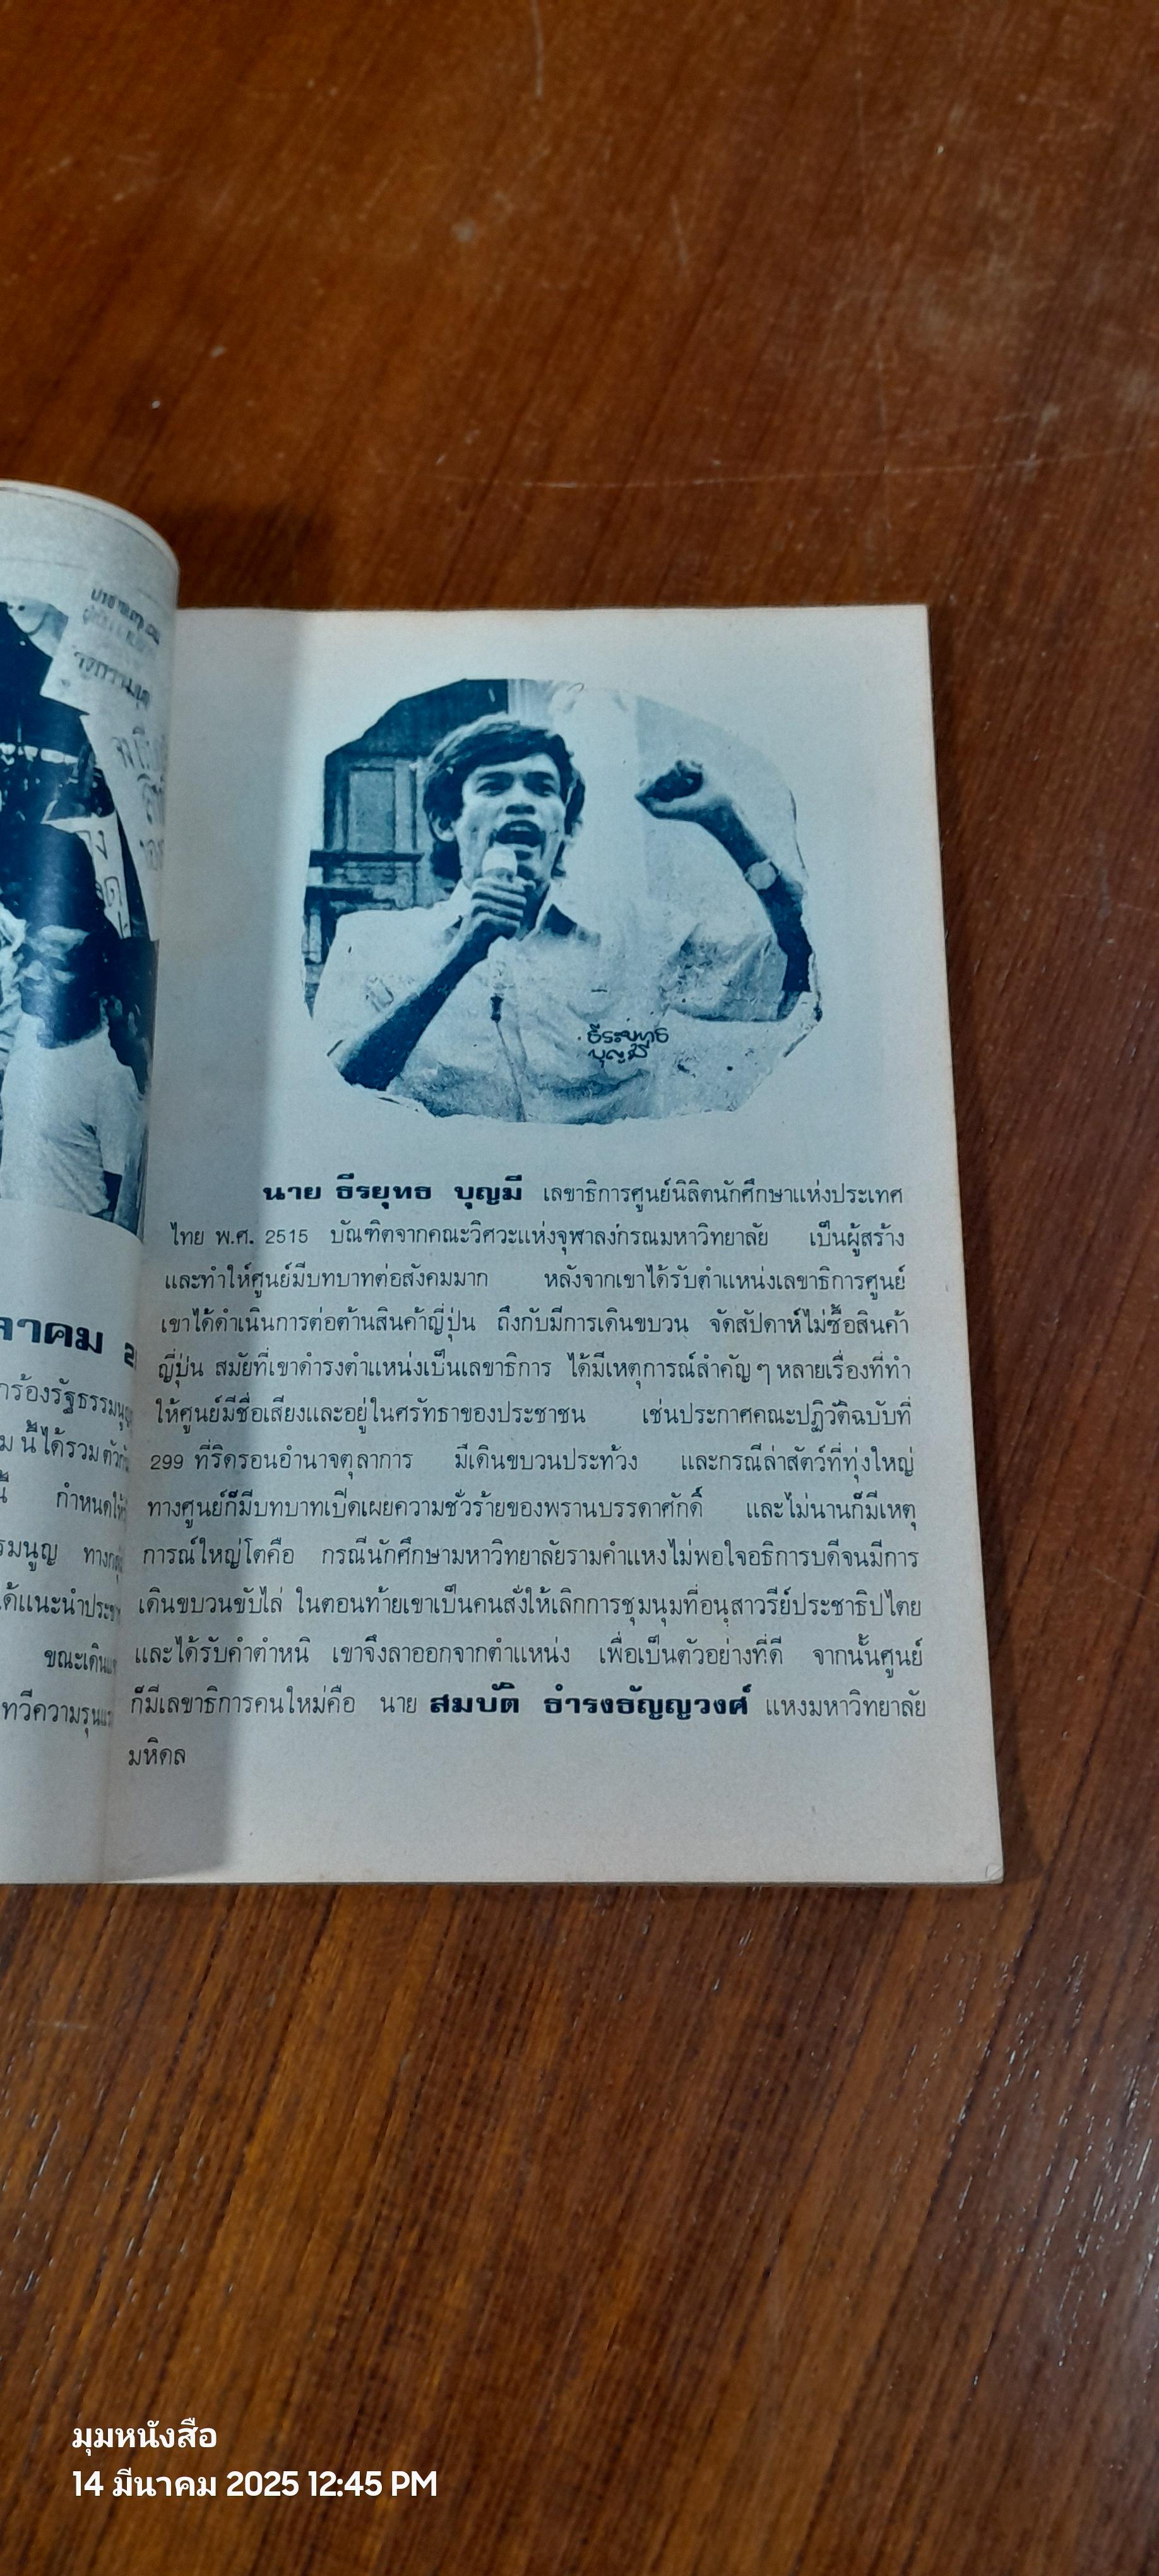 ธีระยุทธ
บุญมี
นาย ธีรยุทธ บุญมี เลขาธิการศูนย์นิสิตนักศึกษาแห่งประเทศ
ไทย พ.ศ. 2515 บัณฑิตจากคณะวิศวะแห่งจุฬาลงกรณมหาวิทยาลัย เป็นผู้สร้าง
และทำให้ศูนย์มีบทบาทต่อสังคมมาก หลังจากเขาได้รับตำแหน่งเลขาธิการศูนย์
เขาได้ดำเนินการต่อต้านสินค้าญี่ปุ่น ถึงกับมีการเดินขบวน จัดสัปดาห์ไม่ซื้อสินค้า
ญี่ปุ่น สมัยที่เขาดำรงตำแหน่งเป็นเลขาธิการ ได้มีเหตุการณ์สำคัญ ๆ หลายเรื่องที่ทำ
ให้ศูนย์มีชื่อเสียงและอยู่ในศรัทธาของประชาชน เช่นประกาศคณะปฏิวัติฉบับที่
299 ที่ริดรอนอำนาจตุลาการ มีเดินขบวนประท้วง และกรณีล่าสัตว์ที่ทุ่งใหญ่
ทางศูนย์ก็มีบทบาทเปิดเผยความชั่วร้ายของพรานบรรดาศักดิ์ และไม่นานก็มีเหตุ
การณ์ใหญ่โตคือ กรณีนักศึกษามหาวิทยาลัยรามคำแหงไม่พอใจอธิการบดีจนมีการ
เดินขบวนขับไล่ ในตอนท้ายเขาเป็นคนสั่งให้เลิกการชุมนุมที่อนุสาวรีย์ประชาธิปไตย
และได้รับคำตำหนิ เขาจึงลาออกจากตำแหน่ง เพื่อเป็นตัวอย่างที่ดี จากนั้นศูนย์
ก็มีเลขาธิการคนใหม่คือ นาย สมบัติ ธำรงธัญญวงศ์ แหงมหาวิทยาลัย
มหิดล
มุมหนังสือ
14 มีนาคม 2025 12:45 PM